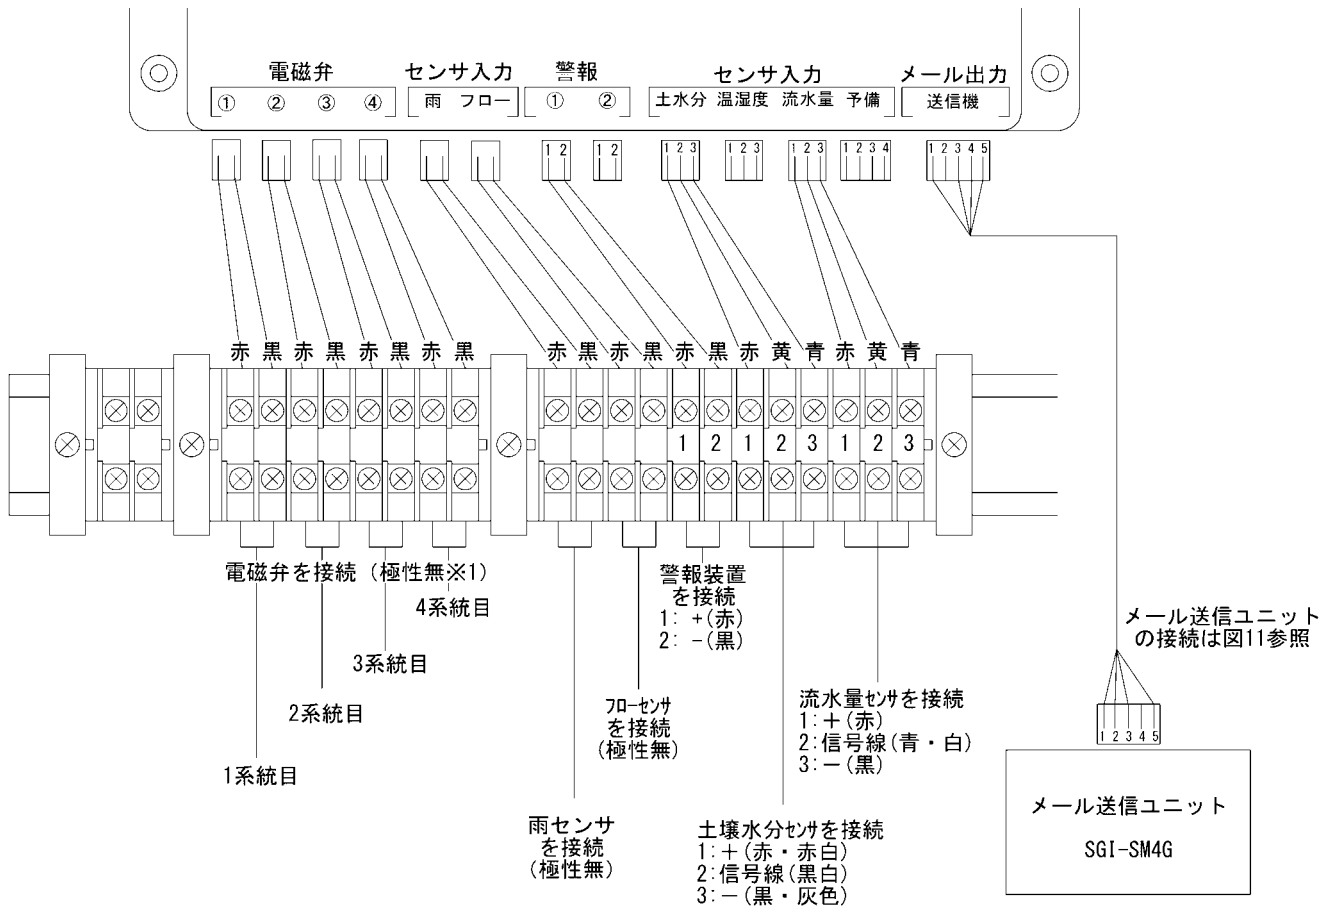 電磁弁 センサ入力 警報 センサ入力 メール出力
① ② ③ ④ 雨 フロー ① ② 土水分 温湿度 流水量 予備 送信機
1 2 1 2 1 2 3 1 2 3 1 2 3 1 2 3 4 1 2 3 4 5
赤 黒 赤 黒 赤 黒 赤 黒 赤 黒 赤 黒 赤 黒 赤 黄 青 赤 黄 青
1 2 1 2 3 1 2 3
電磁弁を接続(極性無※1)
1系統目
2系統目
3系統目
4系統目
雨センサ
を接続
(極性無)
フローセンサ
を接続
(極性無)
警報装置
を接続
1: +(赤)
2: -(黒)
土壌水分センサを接続
1:+(赤・赤白)
2:信号線(黒白)
3:-(黒・灰色)
流水量センサを接続
1:+(赤)
2:信号線(青・白)
3:-(黒)
メール送信ユニット
の接続は図11参照
1 2 3 4 5
メール送信ユニット
SGI-SM4G